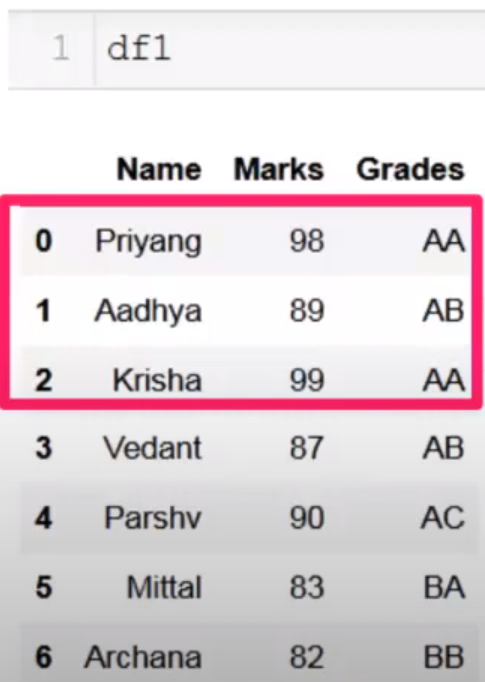 1 df1
Name Marks Grades
0 Priyang 98 AA
1 Aadhya 89 AB
2 Krisha 99 AA
3 Vedant 87 AB
4 Parshv 90 AC
5 Mittal 83 BA
6 Archana 82 BB